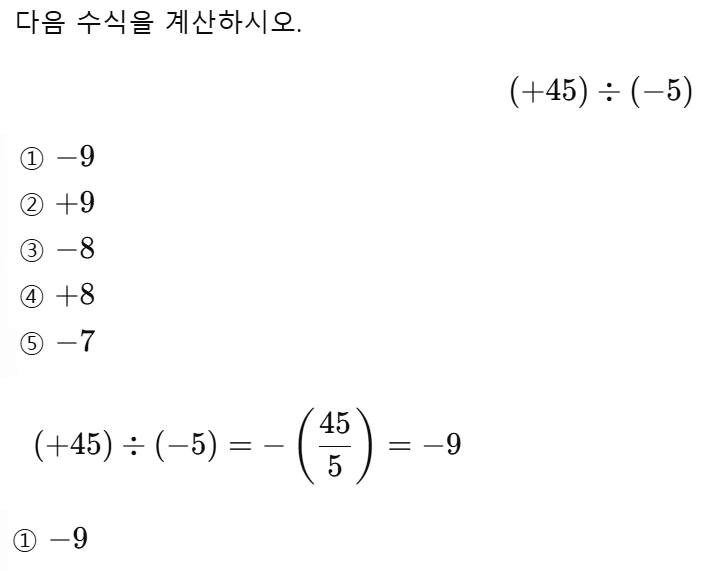 다음 수식을 계산하시오.
(+45) ÷ (−5)
① −9
② +9
③ −8
④ +8
⑤ −7
(+45) ÷ (−5) = −(45/5) = −9
① −9